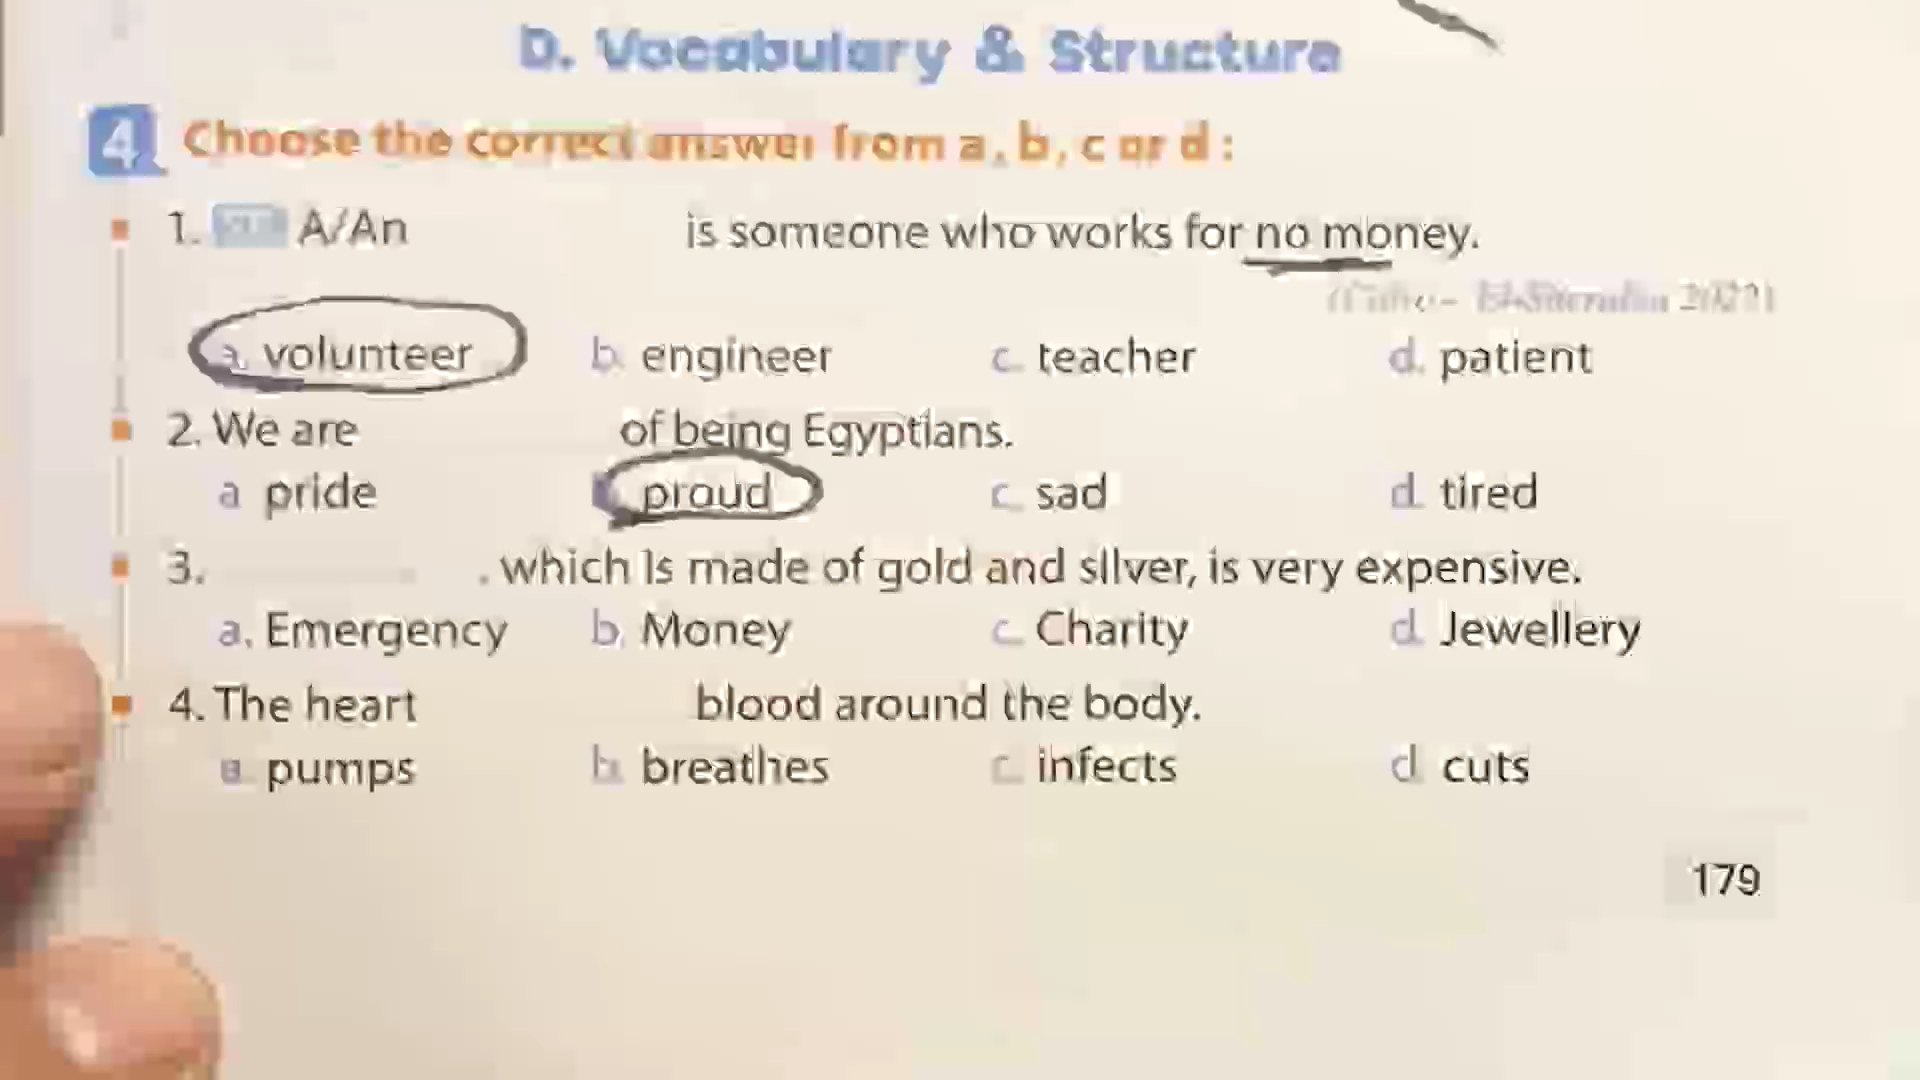 D. Vocabulary & Structure
4 Choose the correct answer from a, b, c or d :
1. A/An is someone who works for no money.
2022)
a. volunteer b. engineer c. teacher d. patient
2. We are of being Egyptians.
a pride proud c. sad d. tired
3. , which is made of gold and silver, is very expensive.
a. Emergency b. Money c. Charity d. Jewellery
4. The heart blood around the body.
a. pumps b. breathes c. infects d. cuts
179